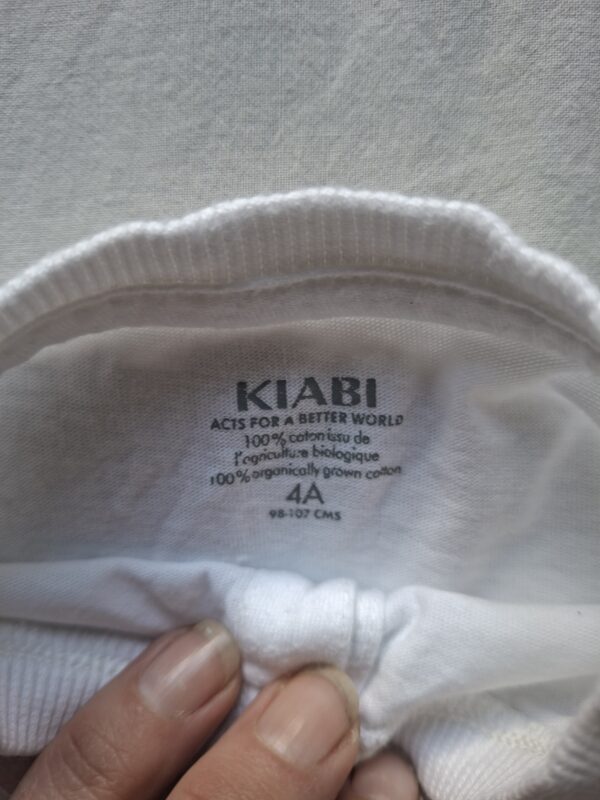 KIABI
ACTS FOR A BETTER WORLD
100% coton issu de
l'agriculture biologique
100% organically grown cotton
4A
98-107 CMS